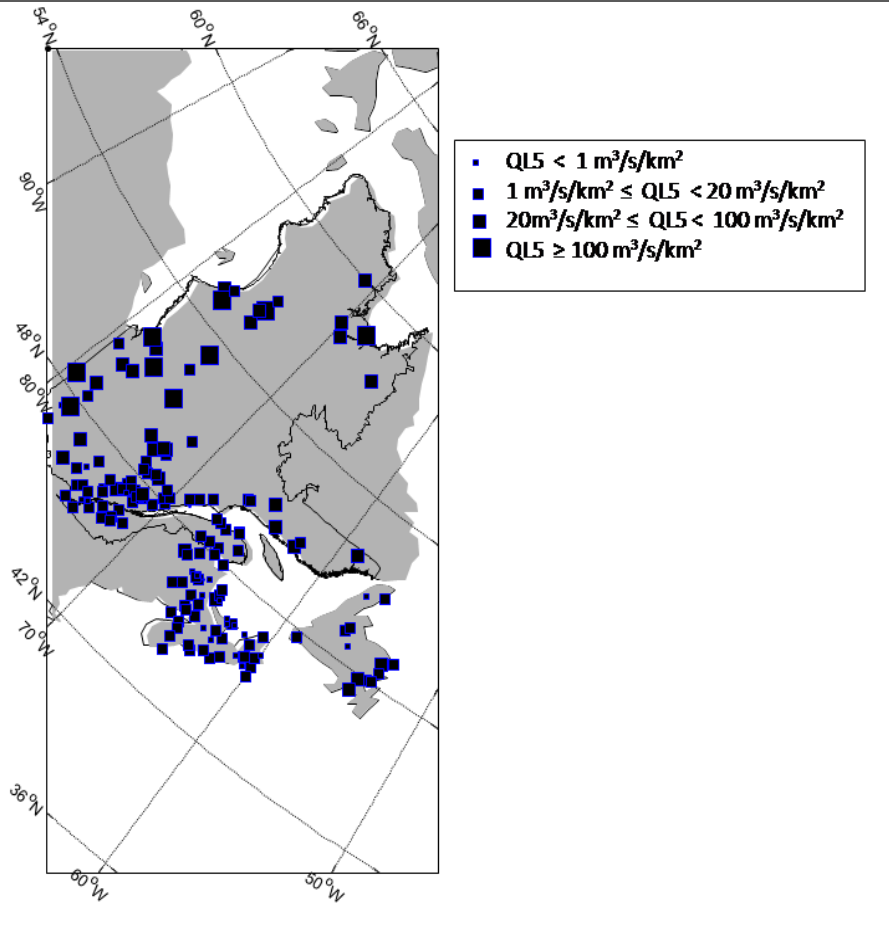 54°N
60°N
66°N
90°W
QL5 < 1 m³/s/km²
1 m³/s/km² ≤ QL5 < 20 m³/s/km²
20m³/s/km² ≤ QL5 < 100 m³/s/km²
QL5 ≥ 100 m³/s/km²
48°N
80°W
42°N
70°W
36°N
60°W
50°W